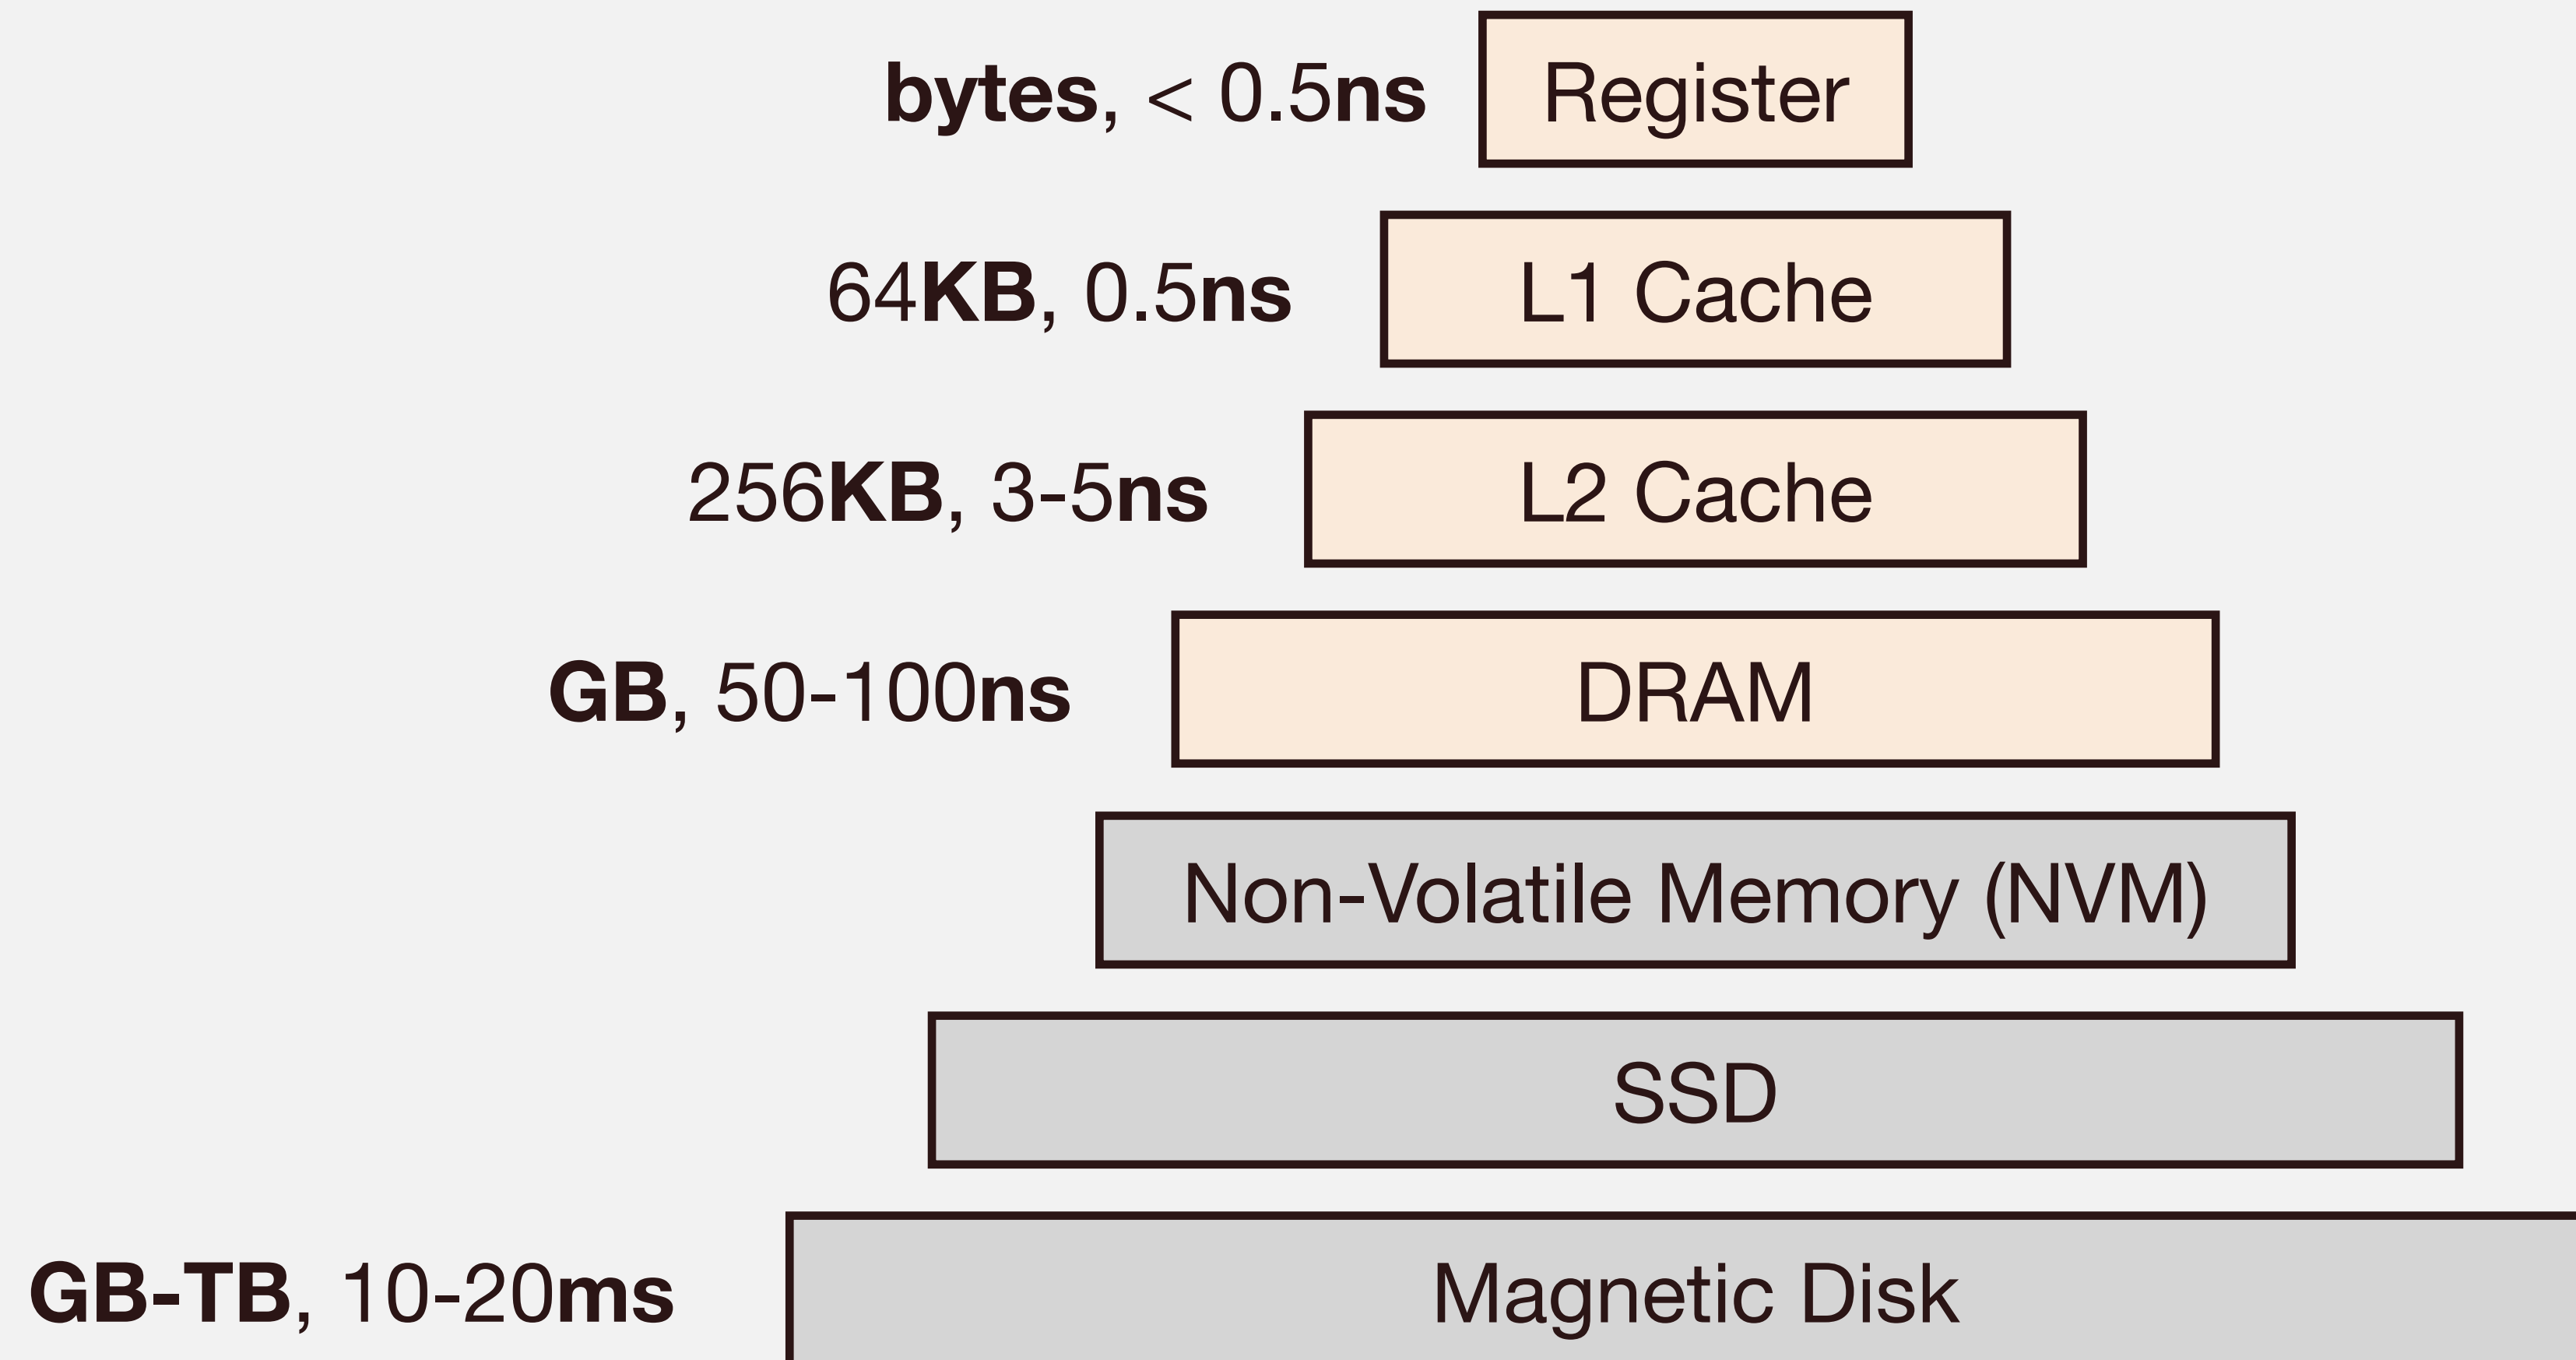 bytes, < 0.5ns Register
64KB, 0.5ns L1 Cache
256KB, 3-5ns L2 Cache
GB, 50-100ns DRAM
Non-Volatile Memory (NVM)
SSD
GB-TB, 10-20ms Magnetic Disk